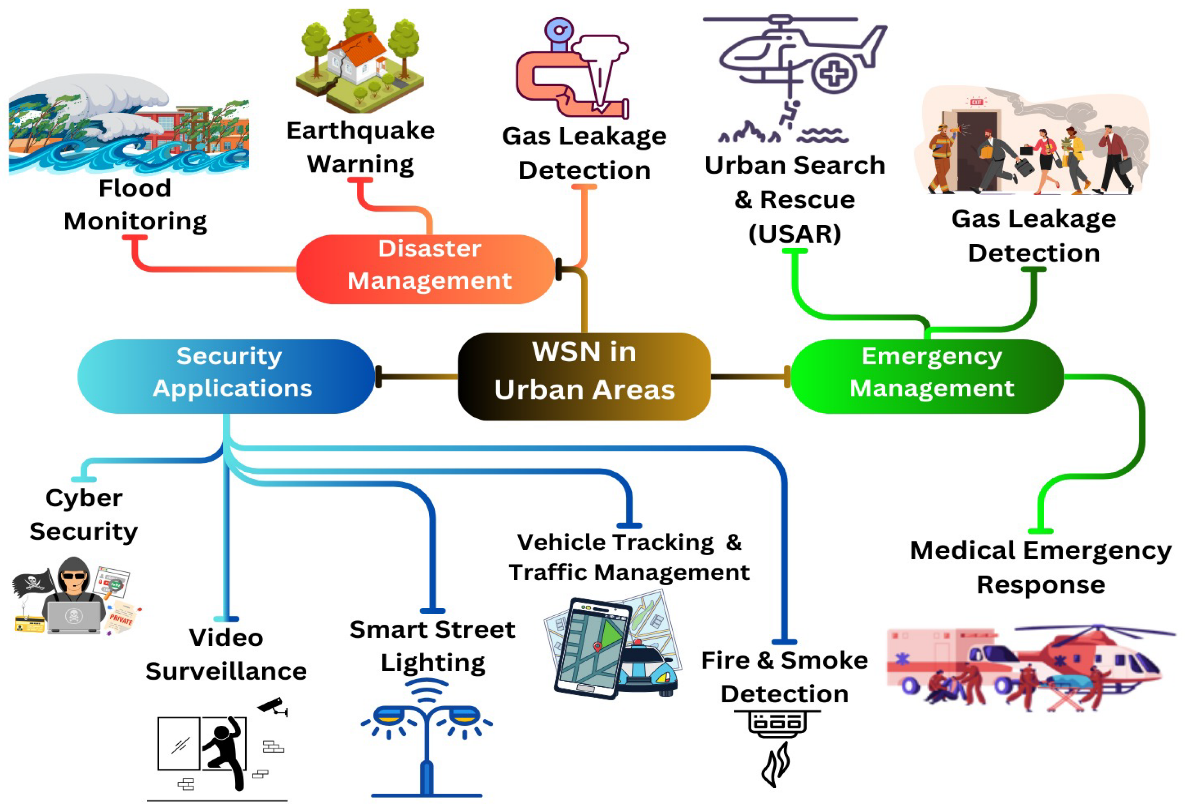 Earthquake
Warning
Gas Leakage
Detection
Flood
Monitoring
Urban Search
& Rescue
(USAR)
Gas Leakage
Detection
Disaster
Management
Security
Applications
WSN in
Urban Areas
Emergency
Management
Cyber
Security
PRIVATE
Video
Surveillance
Smart Street
Lighting
Vehicle Tracking &
Traffic Management
Fire & Smoke
Detection
Medical Emergency
Response